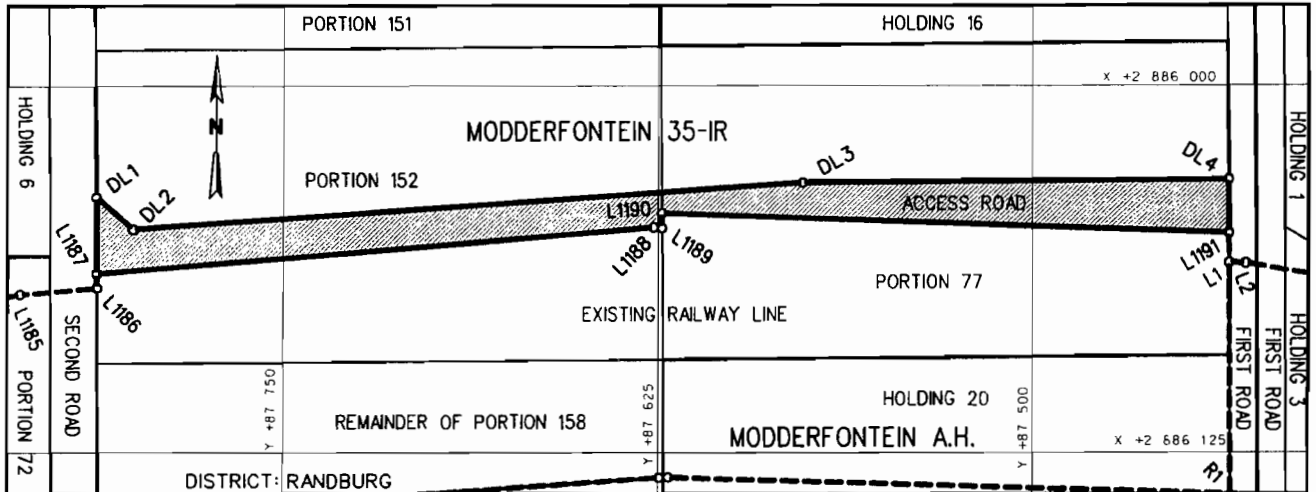 PORTION 151
HOLDING 16
X +2 886 000
HOLDING 6
HOLDING 1
N
MODDERFONTEIN 35-IR
DL1
DL2
DL3
DL4
PORTION 152
L1190
ACCESS ROAD
L1187
L1188
L1189
L1191
L1
L2
PORTION 77
L1186
L1185
EXISTING RAILWAY LINE
SECOND ROAD
PORTION 72
FIRST ROAD
FIRST ROAD
HOLDING 3
Y +87 750
Y +87 625
Y +87 500
HOLDING 20
REMAINDER OF PORTION 158
MODDERFONTEIN A.H.
X +2 686 125
R1
DISTRICT: RANDBURG